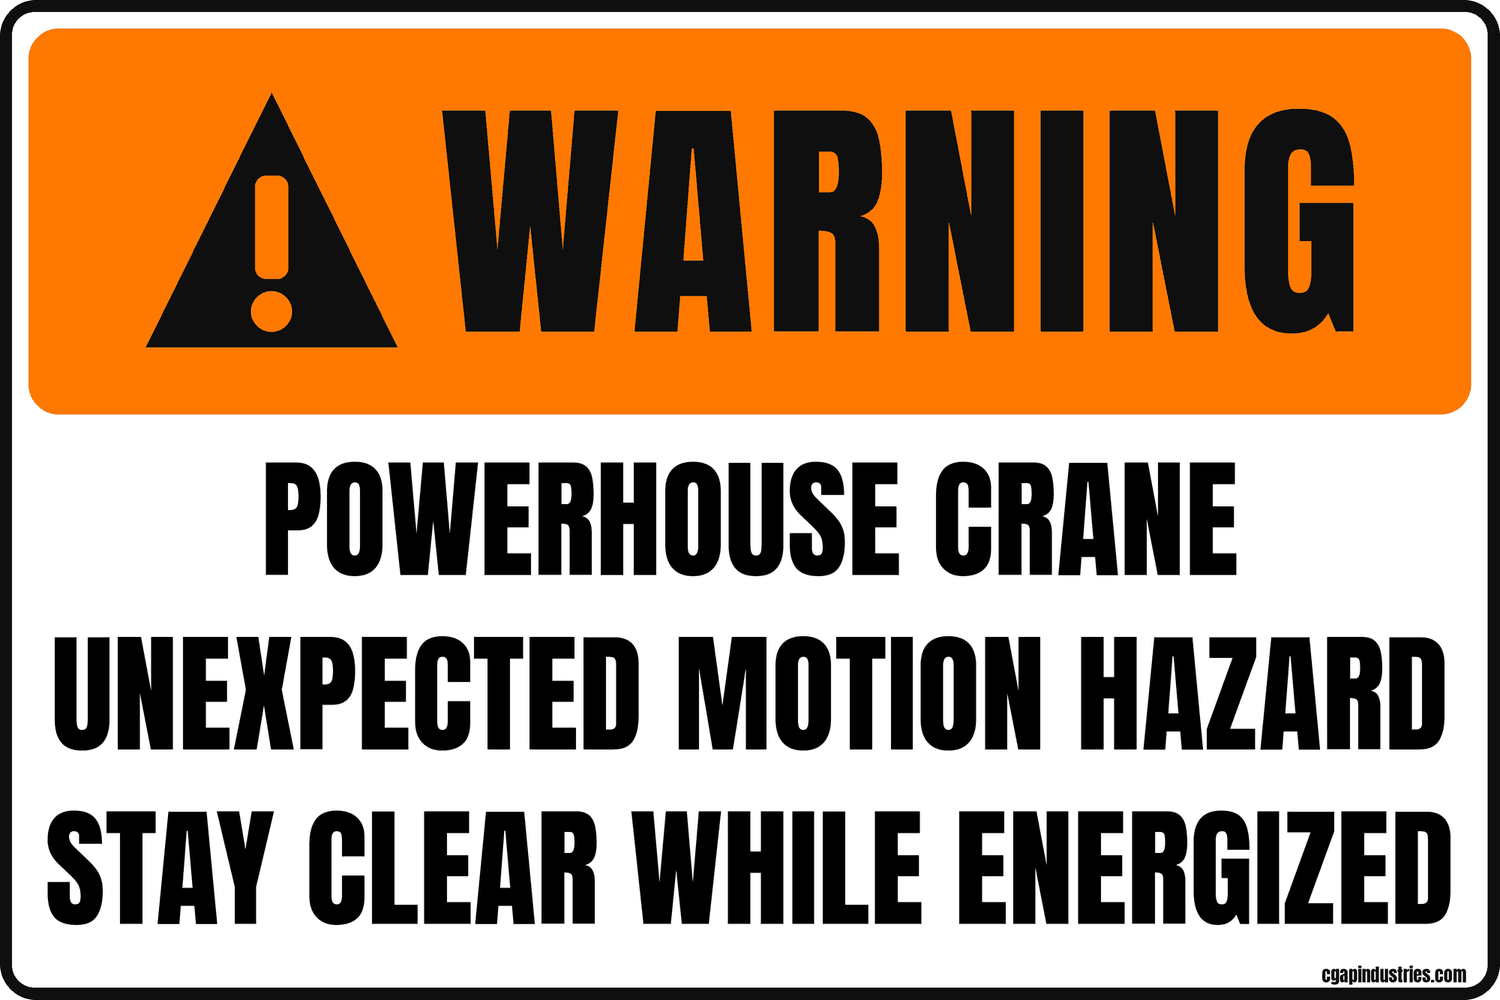 WARNING
POWERHOUSE CRANE
UNEXPECTED MOTION HAZARD
STAY CLEAR WHILE ENERGIZED
cgapindustries.com